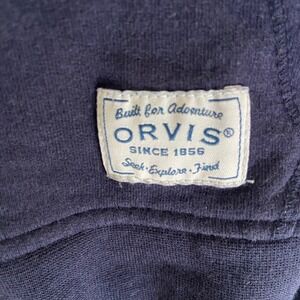 Built for Adventure
ORVIS®
SINCE 1856
Seek·Explore·Find